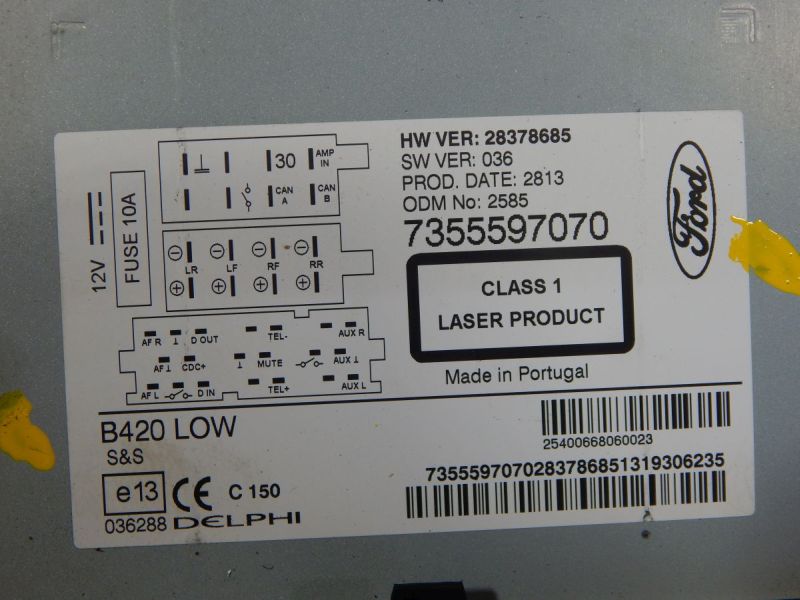 12V
FUSE 10A
30 AMP IN
CAN A CAN B
LR LF RF RR
AF R ⊥ D OUT TEL- AUX R
AF⊥ CDC+ ⊥ MUTE AUX ⊥
AF L D IN TEL+ AUX L
HW VER: 28378685
SW VER: 036
PROD. DATE: 2813
ODM No: 2585
7355597070
Ford
CLASS 1
LASER PRODUCT
Made in Portugal
B420 LOW
S&S
e13 CE C 150
036288 DELPHI
25400668060023
7355597070283786851319306235